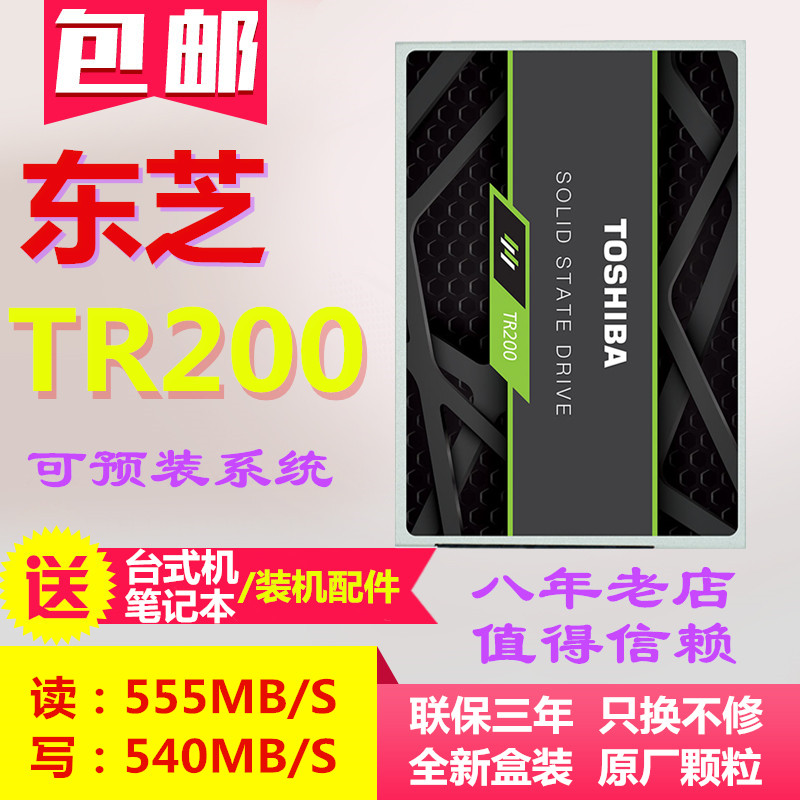 包邮
东芝
TR200
可预装系统
送
台式机
笔记本
/装机配件
读：555MB/S
写：540MB/S
TOSHIBA
SOLID STATE DRIVE
TR200
八年老店
值得信赖
联保三年 只换不修
全新盒装 原厂颗粒